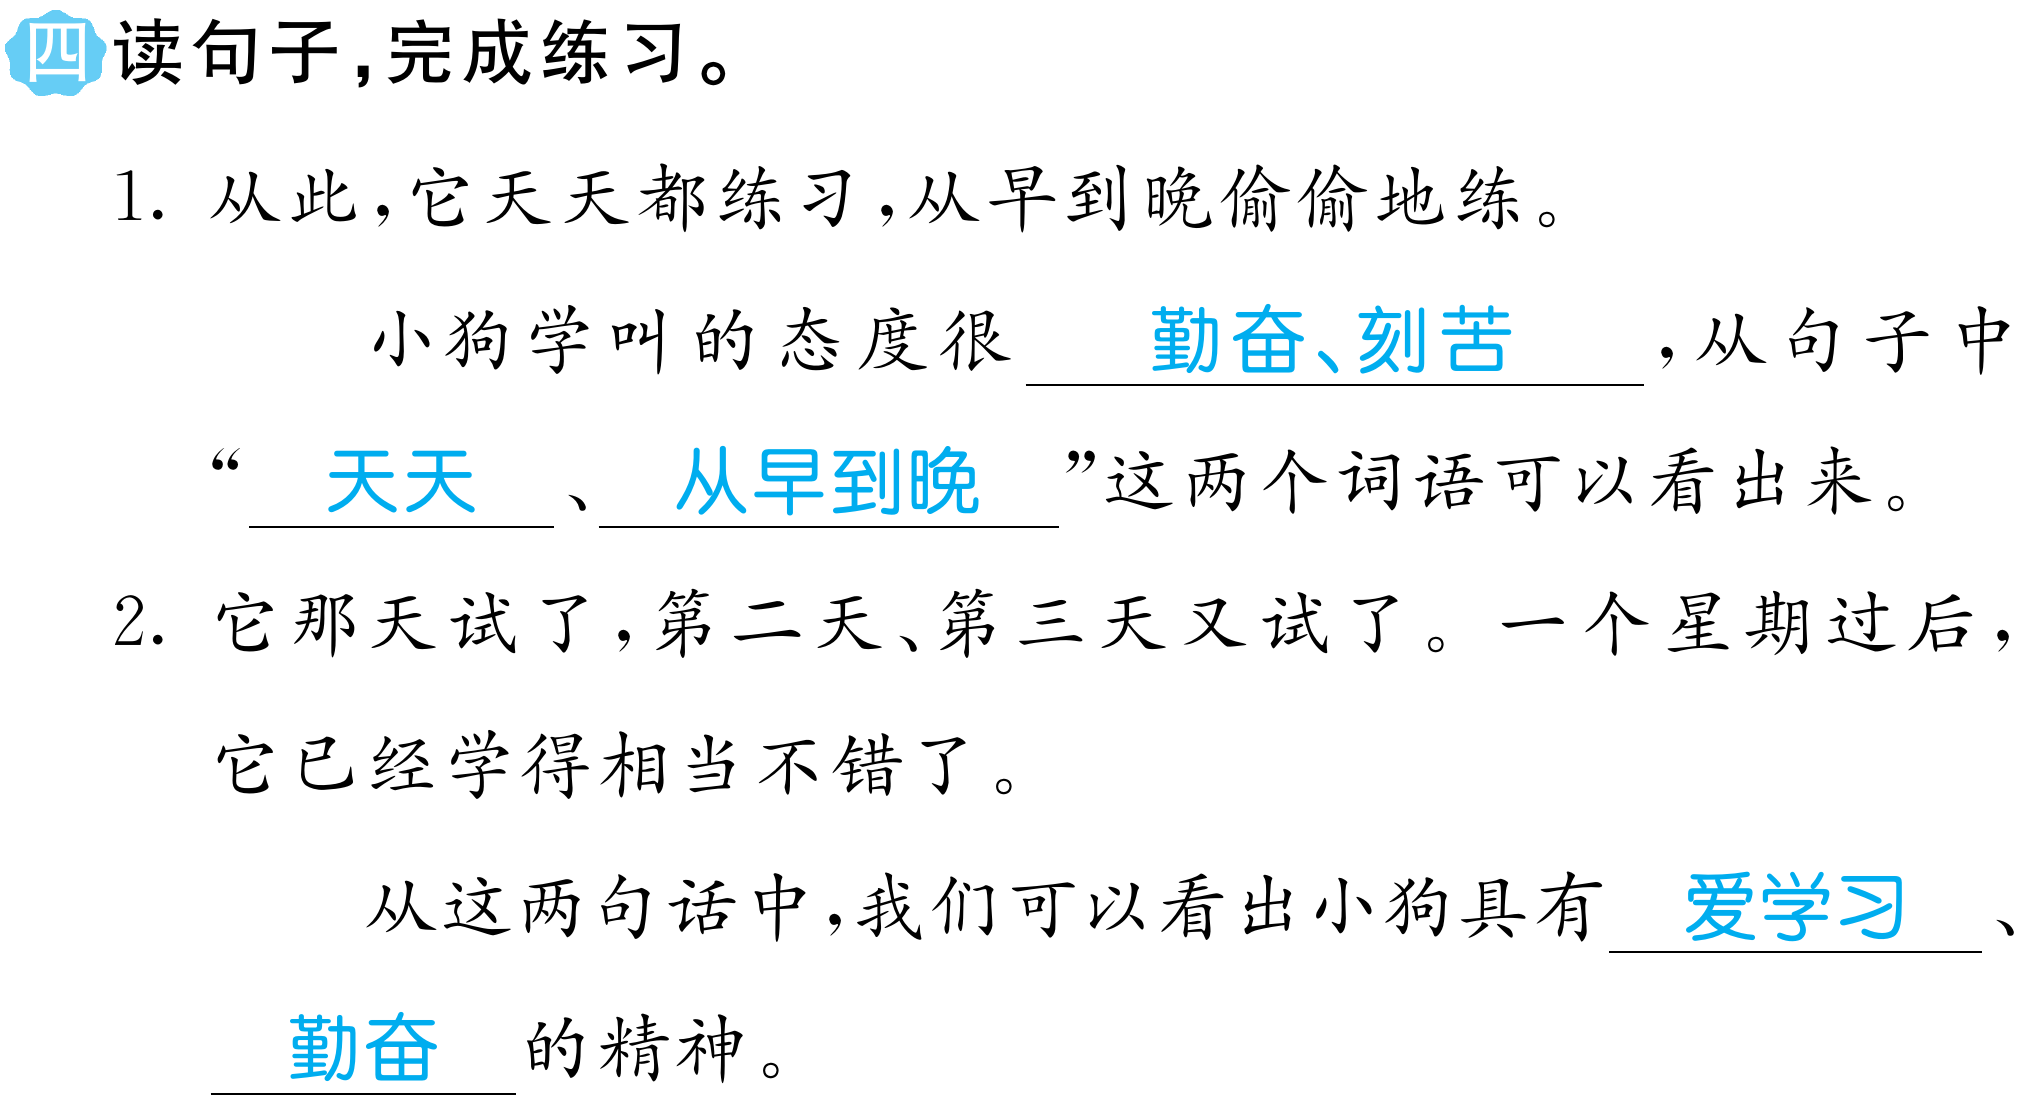 四 读句子,完成练习。
1. 从此,它天天都练习,从早到晚偷偷地练。
小狗学叫的态度很 勤奋、刻苦 ,从句子中
“ 天天 、 从早到晚 ”这两个词语可以看出来。
2. 它那天试了,第二天、第三天又试了。一个星期过后,
它已经学得相当不错了。
从这两句话中,我们可以看出小狗具有 爱学习 、
勤奋 的精神。